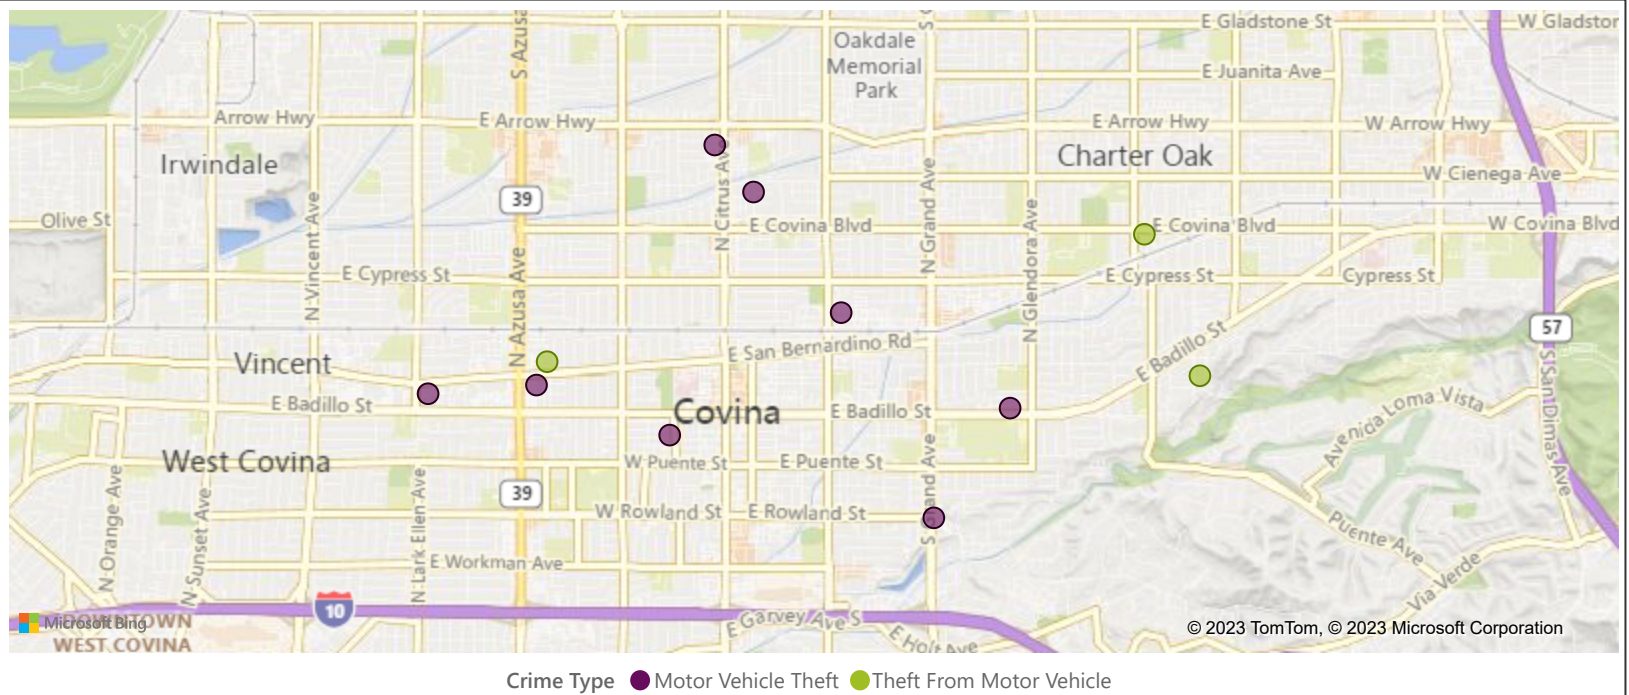 E Gladstone St
W Gladstor
S Azusa
S G
Oakdale
Memorial
Park
E Juanita Ave
Arrow Hwy
E Arrow Hwy
E Arrow Hwy
W Arrow Hwy
Irwindale
Charter Oak
N Citrus Ave
W Cienega Ave
39
N Vincent Ave
N Grand Ave
N Glendora Ave
Olive St
E Covina Blvd
E Covina Blvd
W Covina Blvd
N Azusa Ave
E Cypress St
E Cypress St
Cypress St
57
E San Bernardino Rd
E Badillo St
Vincent
E Badillo St
Covina
E Badillo St
S San Dimas Ave
Avenida Loma Vista
West Covina
W Puente St
E Puente St
39
N Orange Ave
N Sunset Ave
N Lark Ellen Ave
W Rowland St
E Rowland St
S Grand Ave
Puente Ave
E Workman Ave
Via Verde
10
E Garvey Ave S
E Holt Ave
Microsoft Bing
DOWNTOWN
WEST COVINA
© 2023 TomTom, © 2023 Microsoft Corporation
Crime Type Motor Vehicle Theft Theft From Motor Vehicle